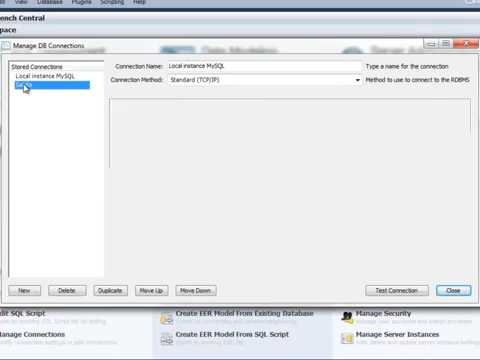 View Database Plugins Scripting Help
ench Central
pace
Manage DB Connections
Stored Connections
Local instance MySQL
Connection Name: Local instance MySQL Type a name for the connection
Connection Method: Standard (TCP/IP) Method to use to connect to the RDBMS
New Delete Duplicate Move Up Move Down Test Connection Close
dit SQL Script
Create EER Model From Existing Database
Manage Security
Manage Connections
Create EER Model From SQL Script
Manage Server Instances